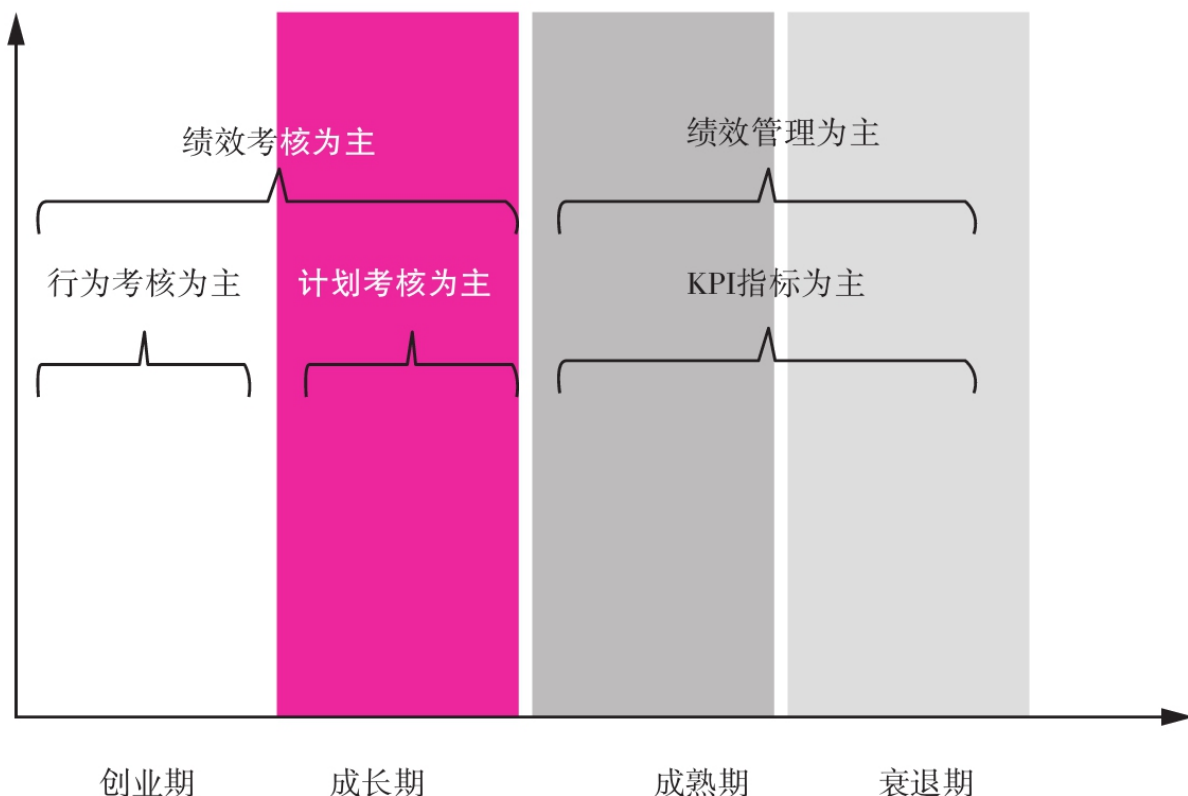 绩效考核为主
绩效管理为主
行为考核为主
计划考核为主
KPI指标为主
创业期
成长期
成熟期
衰退期